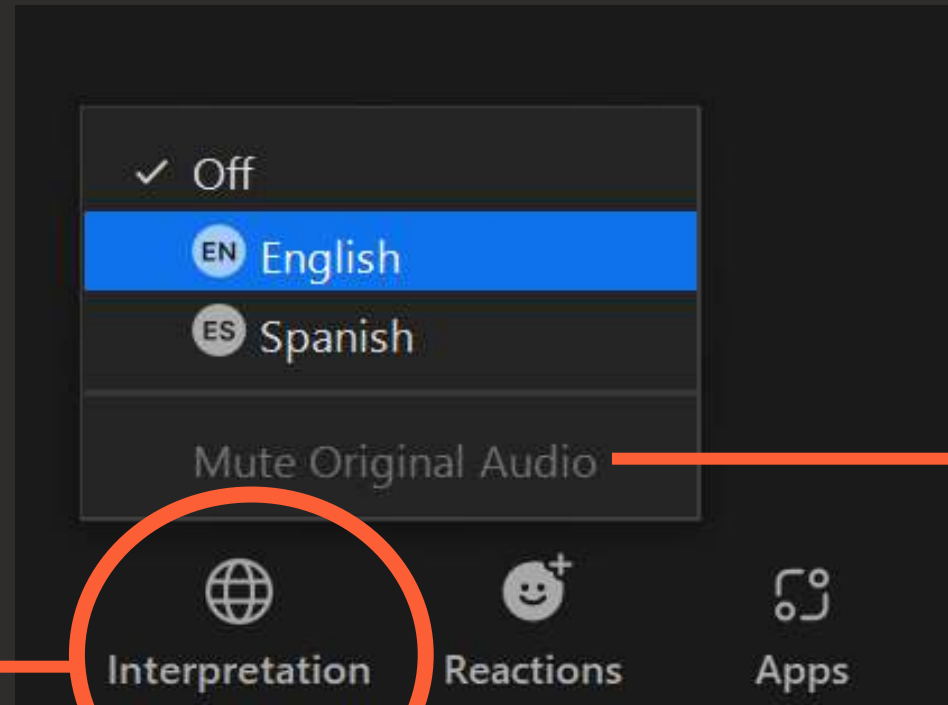 Off
EN English
ES Spanish
Mute Original Audio
Interpretation Reactions Apps